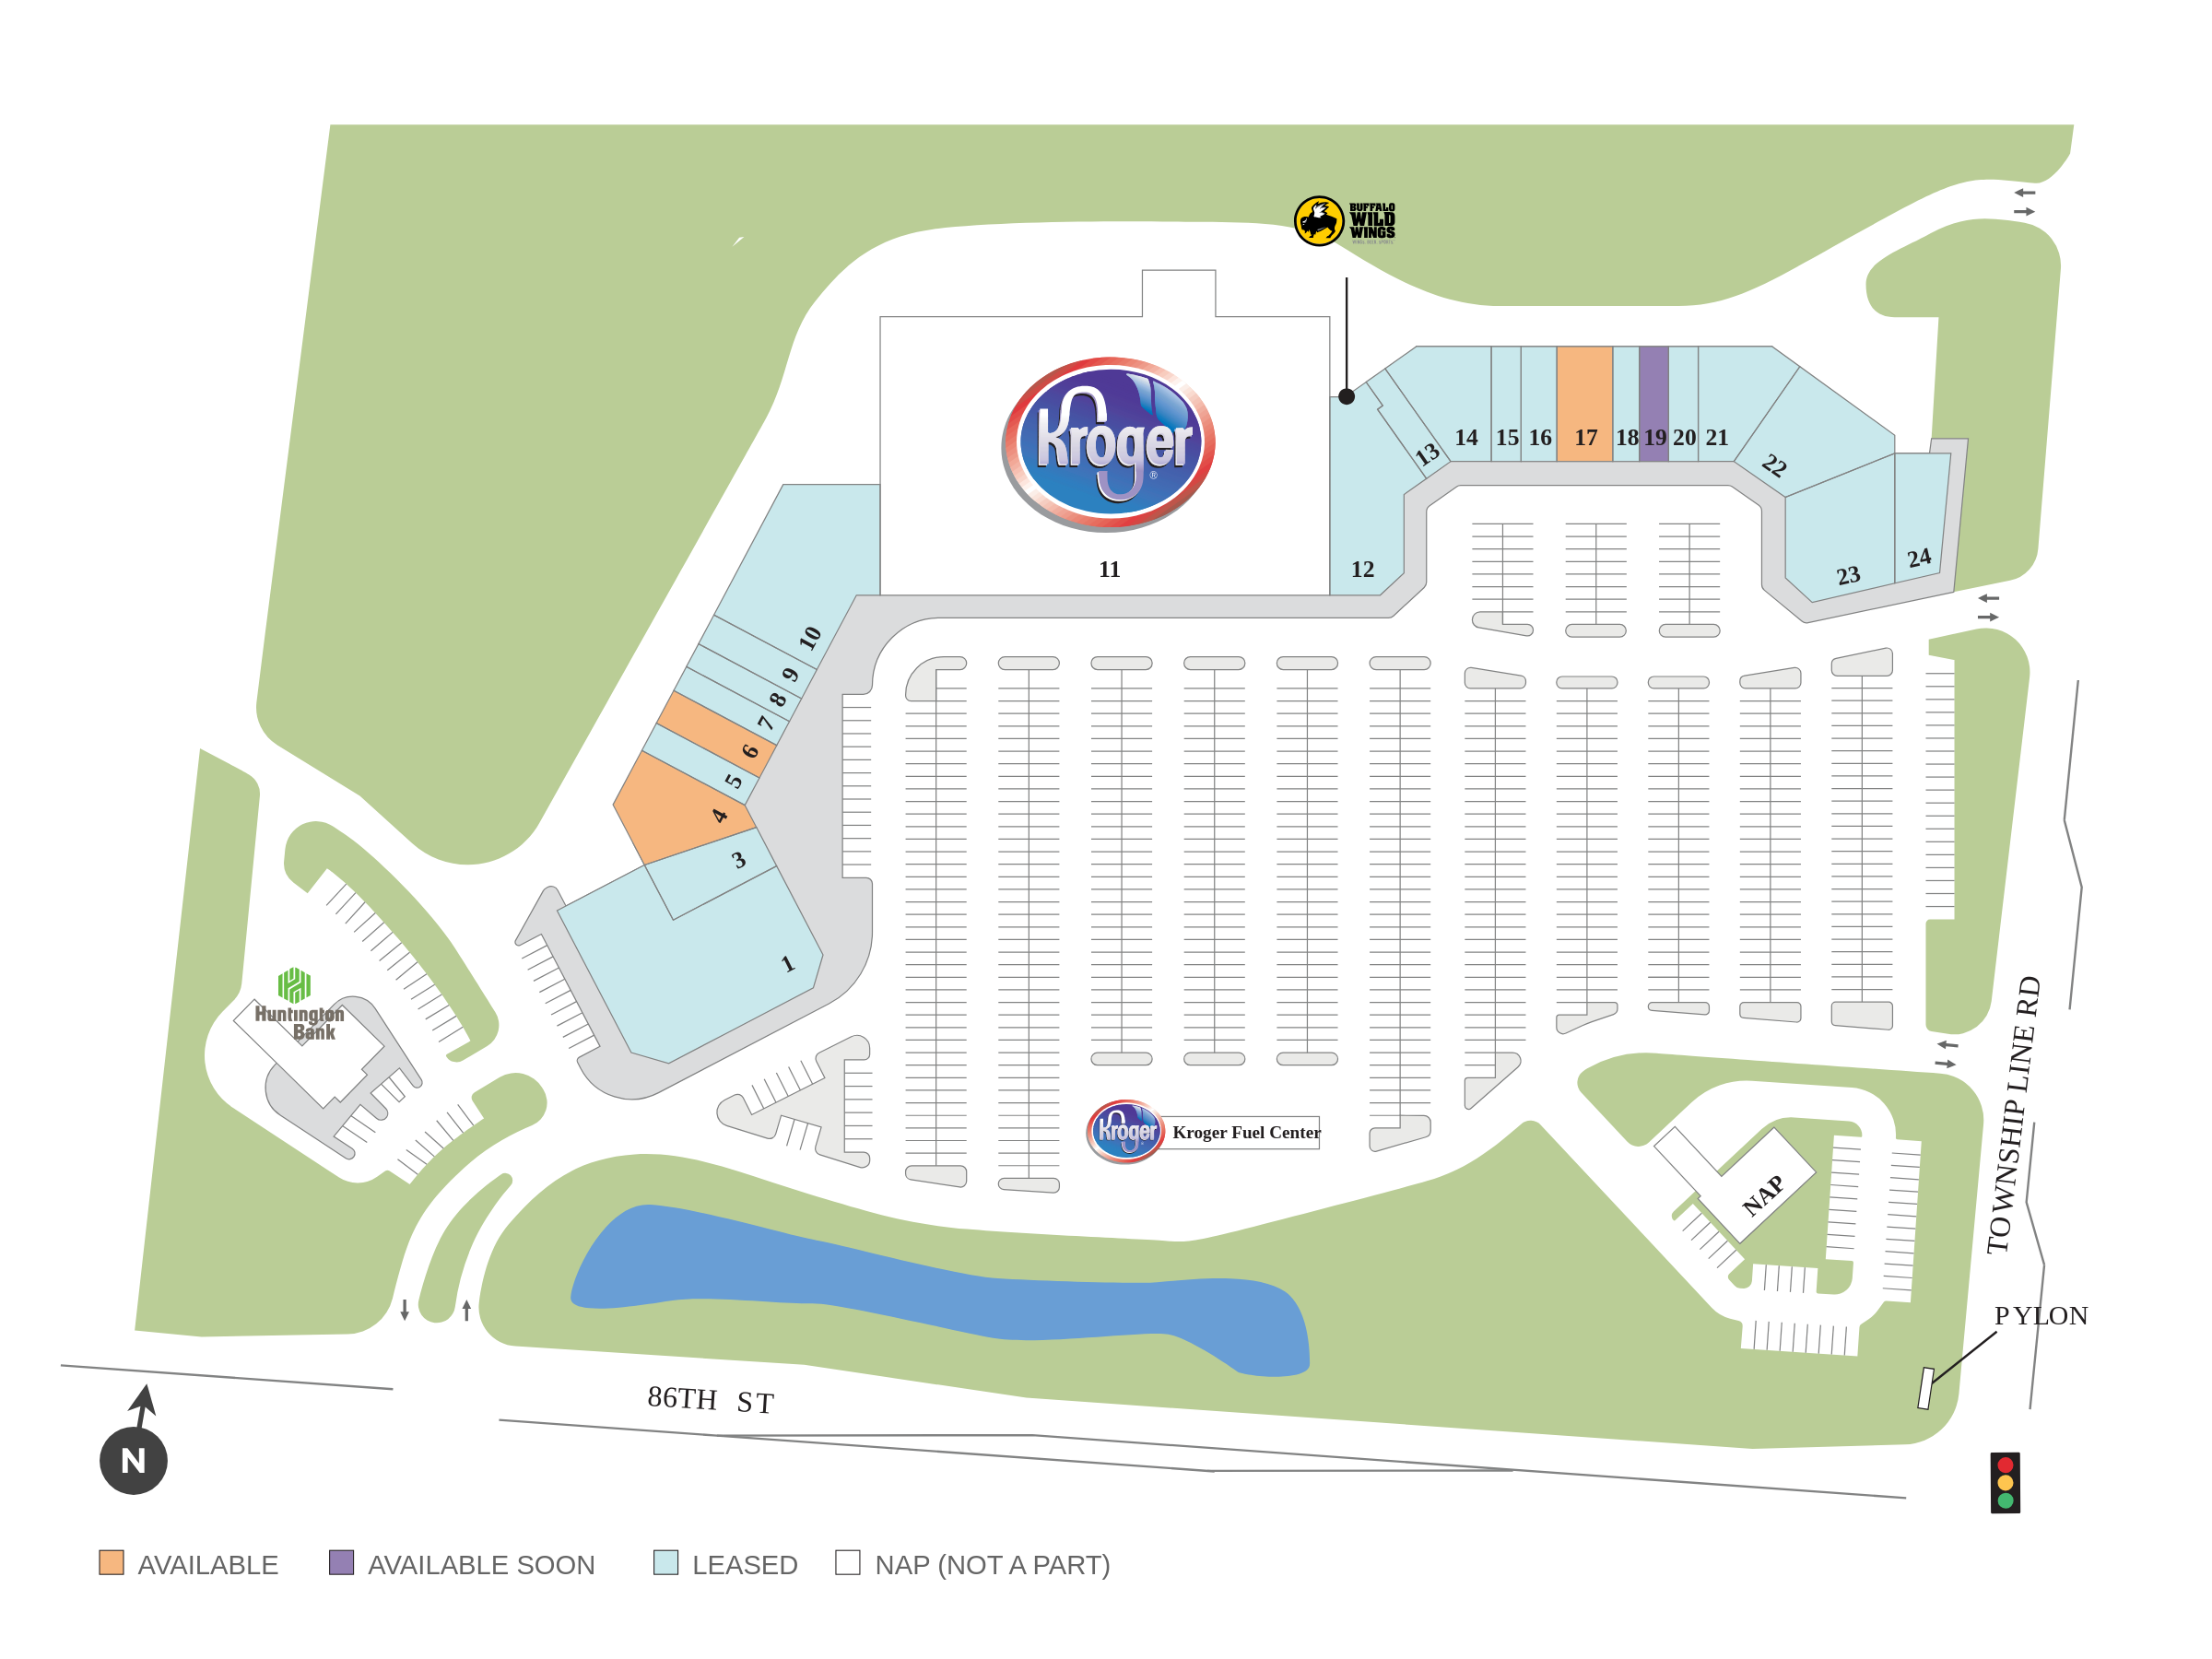 BUFFALO
WILD
WINGS
Kroger
®
11
12
13
14
15
16
17
18
19
20
21
22
23
24
10
9
8
7
6
5
4
3
1
Huntington
Bank
Kroger
Kroger Fuel Center
NAP
TOWNSHIP LINE RD
PYLON
86TH ST
N
AVAILABLE
AVAILABLE SOON
LEASED
NAP (NOT A PART)